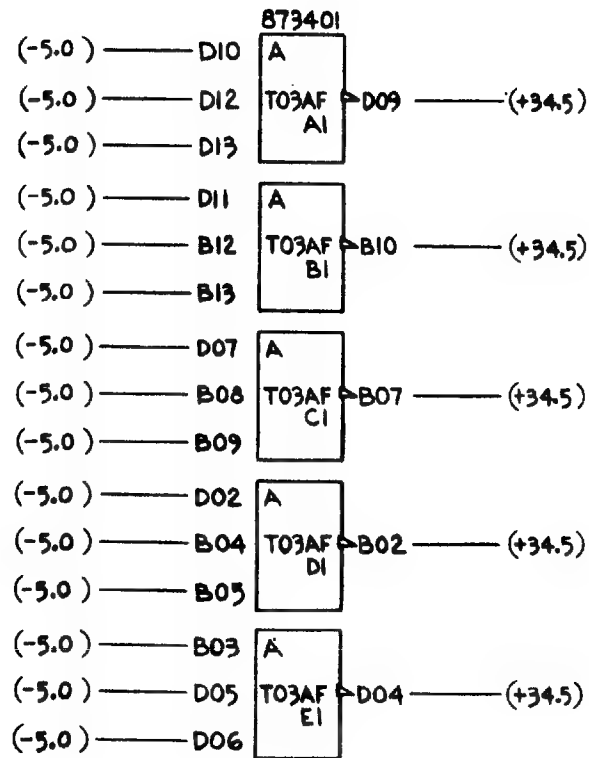 873401
(-5.0) D10 A
(-5.0) D12 T03AF D09 (+34.5)
A1
(-5.0) D13
(-5.0) D11 A
(-5.0) B12 T03AF B10 (+34.5)
B1
(-5.0) B13
(-5.0) D07 A
(-5.0) B08 T03AF B07 (+34.5)
C1
(-5.0) B09
(-5.0) D02 A
(-5.0) B04 T03AF B02 (+34.5)
D1
(-5.0) B05
(-5.0) B03 A
(-5.0) D05 T03AF D04 (+34.5)
E1
(-5.0) D06